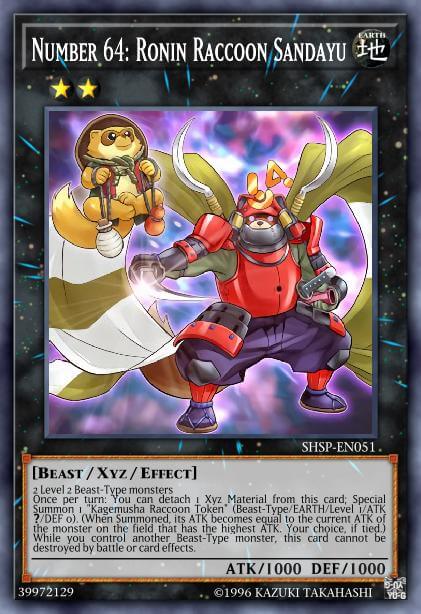 NUMBER 64: RONIN RACCOON SANDAYU
EARTH
地
64
SHSP-EN051
[BEAST / XYZ / EFFECT]
2 Level 2 Beast-Type monsters
Once per turn: You can detach 1 Xyz Material from this card; Special
Summon 1 "Kagemusha Raccoon Token" (Beast-Type/EARTH/Level 1/ATK
?/DEF 0). (When Summoned, its ATK becomes equal to the current ATK of
the monster on the field that has the highest ATK. Your choice, if tied.)
While you control another Beast-Type monster, this card cannot be
destroyed by battle or card effects.
ATK/1000 DEF/1000
39972129
©1996 KAZUKI TAKAHASHI